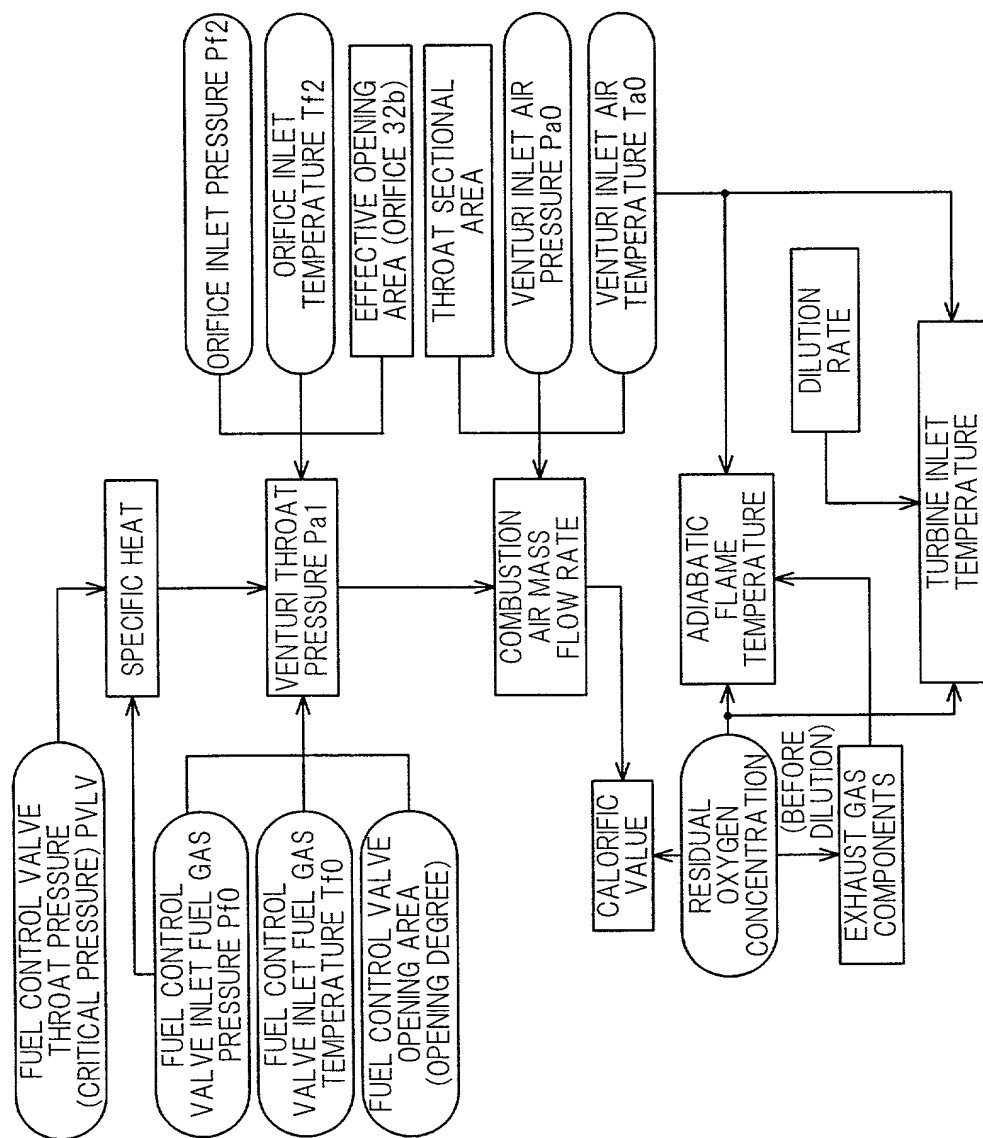 FUEL CONTROL VALVE
THROAT PRESSURE
(CRITICAL PRESSURE) PVLV
FUEL CONTROL
VALVE INLET FUEL GAS
PRESSURE Pf0
FUEL CONTROL
VALVE INLET FUEL GAS
TEMPERATURE Tf0
FUEL CONTROL VALVE
OPENING AREA
(OPENING DEGREE)
CALORIFIC
VALUE
RESIDUAL
OXYGEN
CONCENTRATION
(BEFORE
DILUTION)
EXHAUST GAS
COMPONENTS
SPECIFIC HEAT
VENTURI THROAT
PRESSURE Pa1
COMBUSTION
AIR MASS
FLOW RATE
ADIABATIC
FLAME
TEMPERATURE
TURBINE INLET
TEMPERATURE
ORIFICE INLET PRESSURE Pf2
ORIFICE INLET
TEMPERATURE Tf2
EFFECTIVE OPENING
AREA (ORIFICE 32b)
THROAT SECTIONAL
AREA
VENTURI INLET AIR
PRESSURE Pa0
VENTURI INLET AIR
TEMPERATURE Ta0
DILUTION
RATE